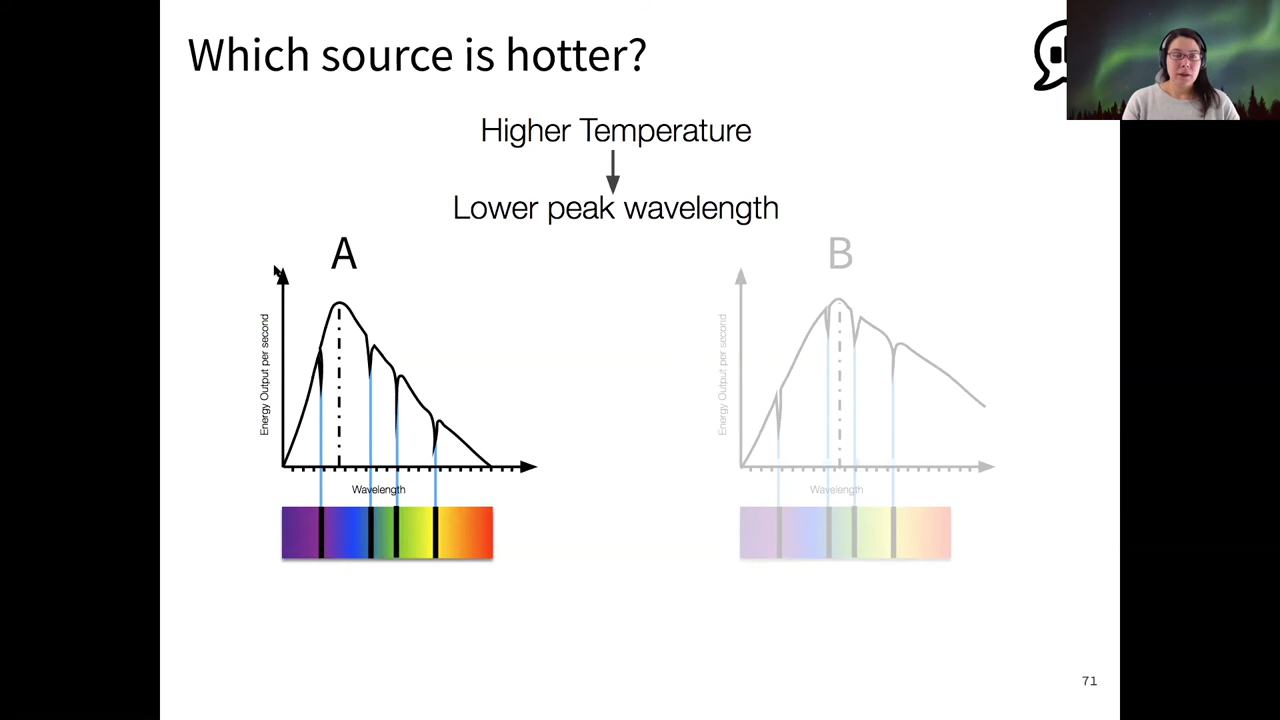 Which source is hotter?
Higher Temperature
Lower peak wavelength
A
B
Energy Output per second
Wavelength
Energy Output per second
Wavelength
71